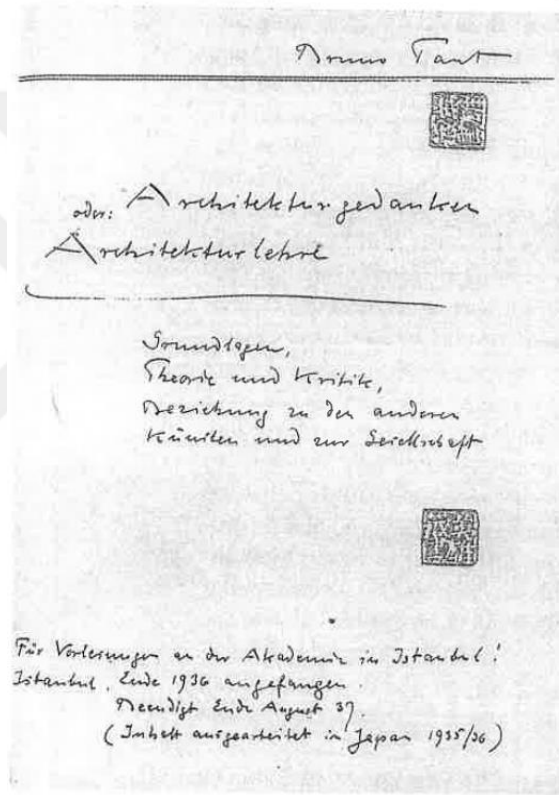 Bruno Taut
Architekturgedanken
oder:
Architekturlehre
Grundlagen,
Theorie und Kritik,
Beziehung zu den anderen
Künsten und zur Gesellschaft
Für Vorlesungen an der Akademie in Istanbul!
Istanbul, Ende 1936 angefangen.
Beendigt Ende August 37.
(Inhalt ausgearbeitet in Japan 1935/36)